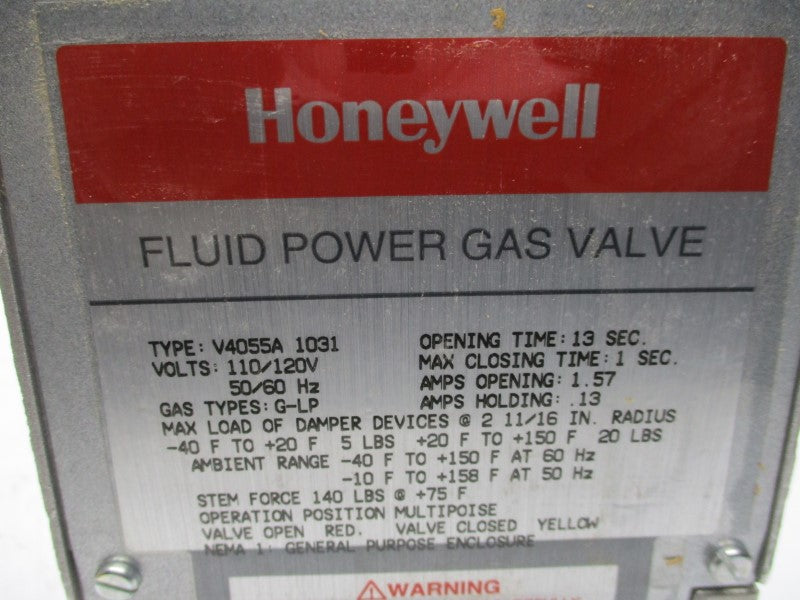 Honeywell
FLUID POWER GAS VALVE
TYPE: V4055A 1031
VOLTS: 110/120V
50/60 Hz
GAS TYPES: G-LP
OPENING TIME: 13 SEC.
MAX CLOSING TIME: 1 SEC.
AMPS OPENING: 1.57
AMPS HOLDING: .13
MAX LOAD OF DAMPER DEVICES @ 2 11/16 IN. RADIUS
-40 F TO +20 F 5 LBS +20 F TO +150 F 20 LBS
AMBIENT RANGE -40 F TO +150 F AT 60 Hz
-10 F TO +158 F AT 50 Hz
STEM FORCE 140 LBS @ +75 F
OPERATION POSITION MULTIPOISE
VALVE OPEN RED. VALVE CLOSED YELLOW
NEMA 1: GENERAL PURPOSE ENCLOSURE
⚠WARNING